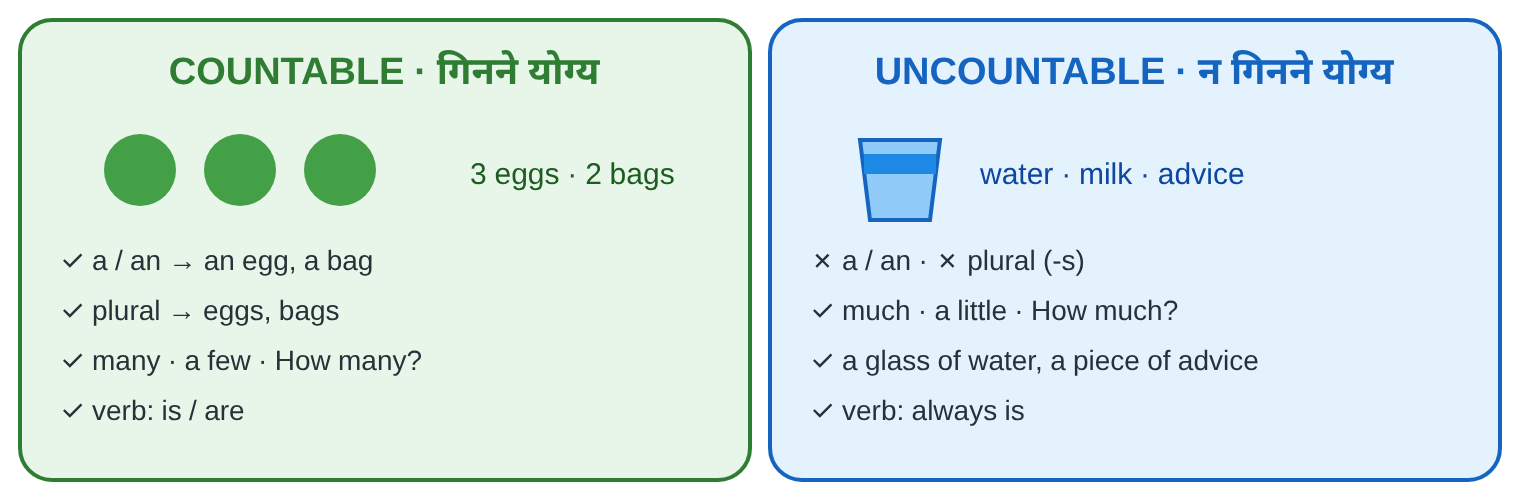 COUNTABLE · गिनने योग्य
3 eggs · 2 bags
✓ a / an → an egg, a bag
✓ plural → eggs, bags
✓ many · a few · How many?
✓ verb: is / are
UNCOUNTABLE · न गिनने योग्य
water · milk · advice
✕ a / an · ✕ plural (-s)
✓ much · a little · How much?
✓ a glass of water, a piece of advice
✓ verb: always is